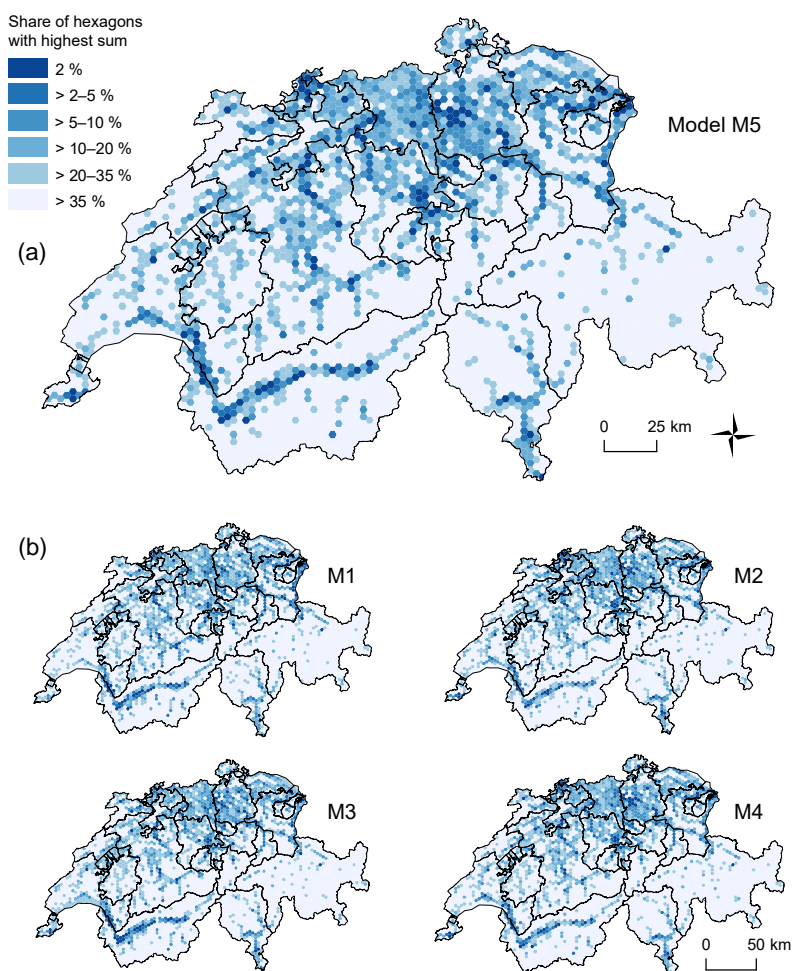 Share of hexagons
with highest sum
2 %
> 2–5 %
> 5–10 %
> 10–20 %
> 20–35 %
> 35 %
Model M5
(a)
0 25 km
(b)
M1
M2
M3
M4
0 50 km